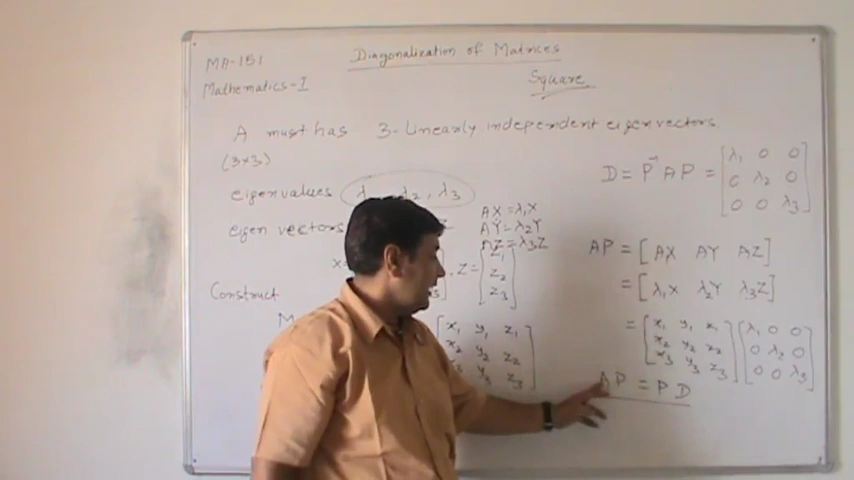 MA-151
Diagonalization of Matrices
Mathematics-I
Square
A must has 3-Linearly independent eigenvectors.
(3×3)
D = P⁻¹ A P = [λ₁ 0 0
0 λ₂ 0
0 0 λ₃]
eigenvalues λ λ₂, λ₃
eigen vectors
AX = λ₁X
AY = λ₂Y
AZ = λ₃Z
X= . Z = [z₁
z₂
z₃]
Construct
M
x₁ y₁ z₁
x₂ y₂ z₂
x₃ y₃ z₃
AP = [AX AY AZ]
= [λ₁X λ₂Y λ₃Z]
= [x₁ y₁ z₁ [λ₁ 0 0
x₂ y₂ z₂ 0 λ₂ 0
x₃ y₃ z₃] 0 0 λ₃]
AP = PD